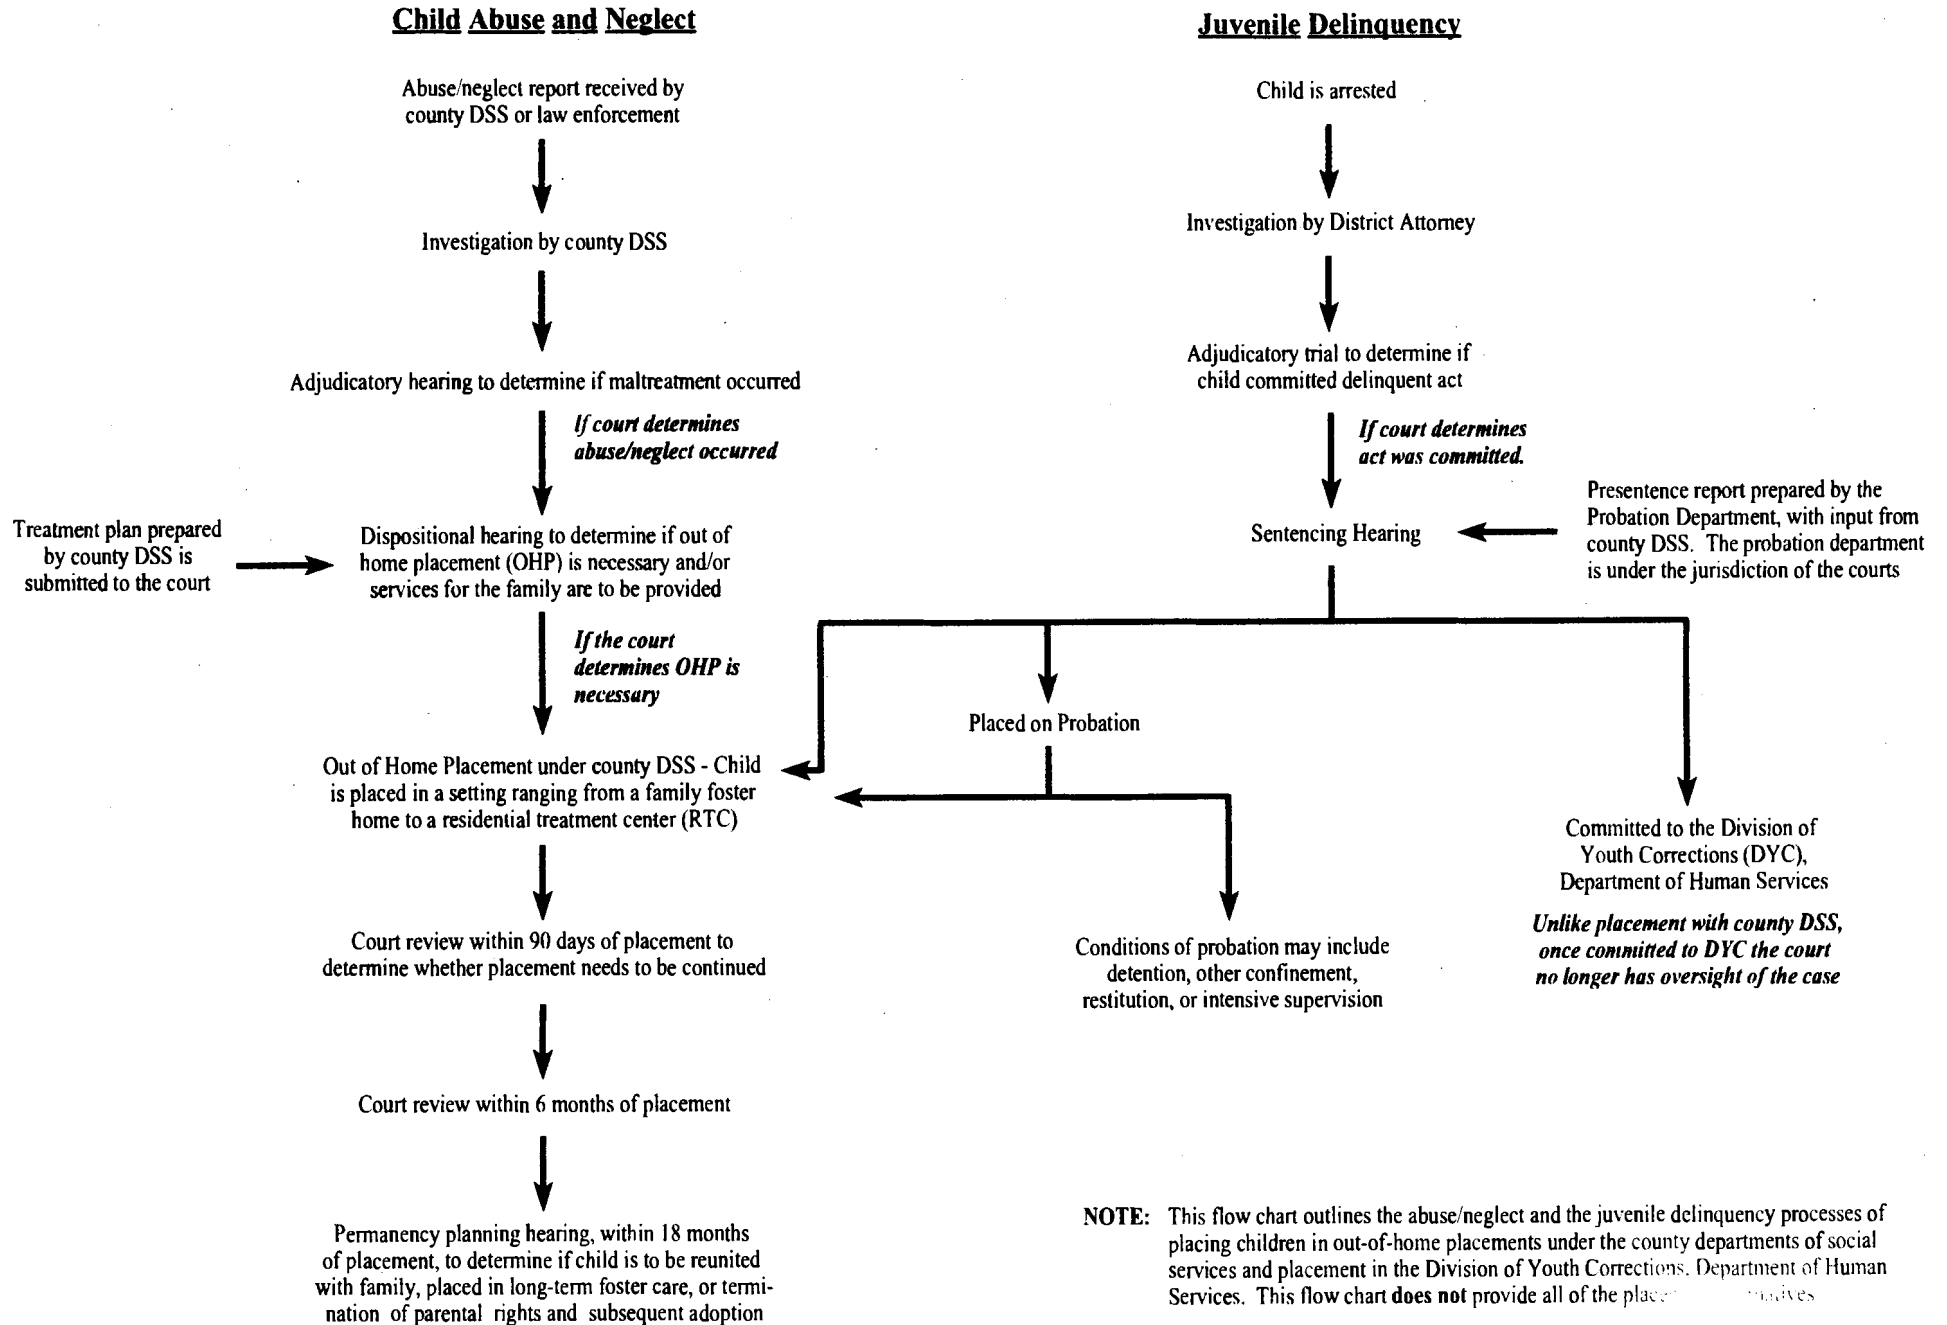 Child Abuse and Neglect
Abuse/neglect report received by
county DSS or law enforcement
Investigation by county DSS
Adjudicatory hearing to determine if maltreatment occurred
If court determines
abuse/neglect occurred
Treatment plan prepared
by county DSS is
submitted to the court
Dispositional hearing to determine if out of
home placement (OHP) is necessary and/or
services for the family are to be provided
If the court
determines OHP is
necessary
Out of Home Placement under county DSS - Child
is placed in a setting ranging from a family foster
home to a residential treatment center (RTC)
Court review within 90 days of placement to
determine whether placement needs to be continued
Court review within 6 months of placement
Permanency planning hearing, within 18 months
of placement, to determine if child is to be reunited
with family, placed in long-term foster care, or termi-
nation of parental rights and subsequent adoption
Juvenile Delinquency
Child is arrested
Investigation by District Attorney
Adjudicatory trial to determine if
child committed delinquent act
If court determines
act was committed.
Sentencing Hearing
Presentence report prepared by the
Probation Department, with input from
county DSS. The probation department
is under the jurisdiction of the courts
Placed on Probation
Conditions of probation may include
detention, other confinement,
restitution, or intensive supervision
Committed to the Division of
Youth Corrections (DYC),
Department of Human Services
Unlike placement with county DSS,
once committed to DYC the court
no longer has oversight of the case
NOTE: This flow chart outlines the abuse/neglect and the juvenile delinquency processes of
placing children in out-of-home placements under the county departments of social
services and placement in the Division of Youth Corrections. Department of Human
Services. This flow chart does not provide all of the